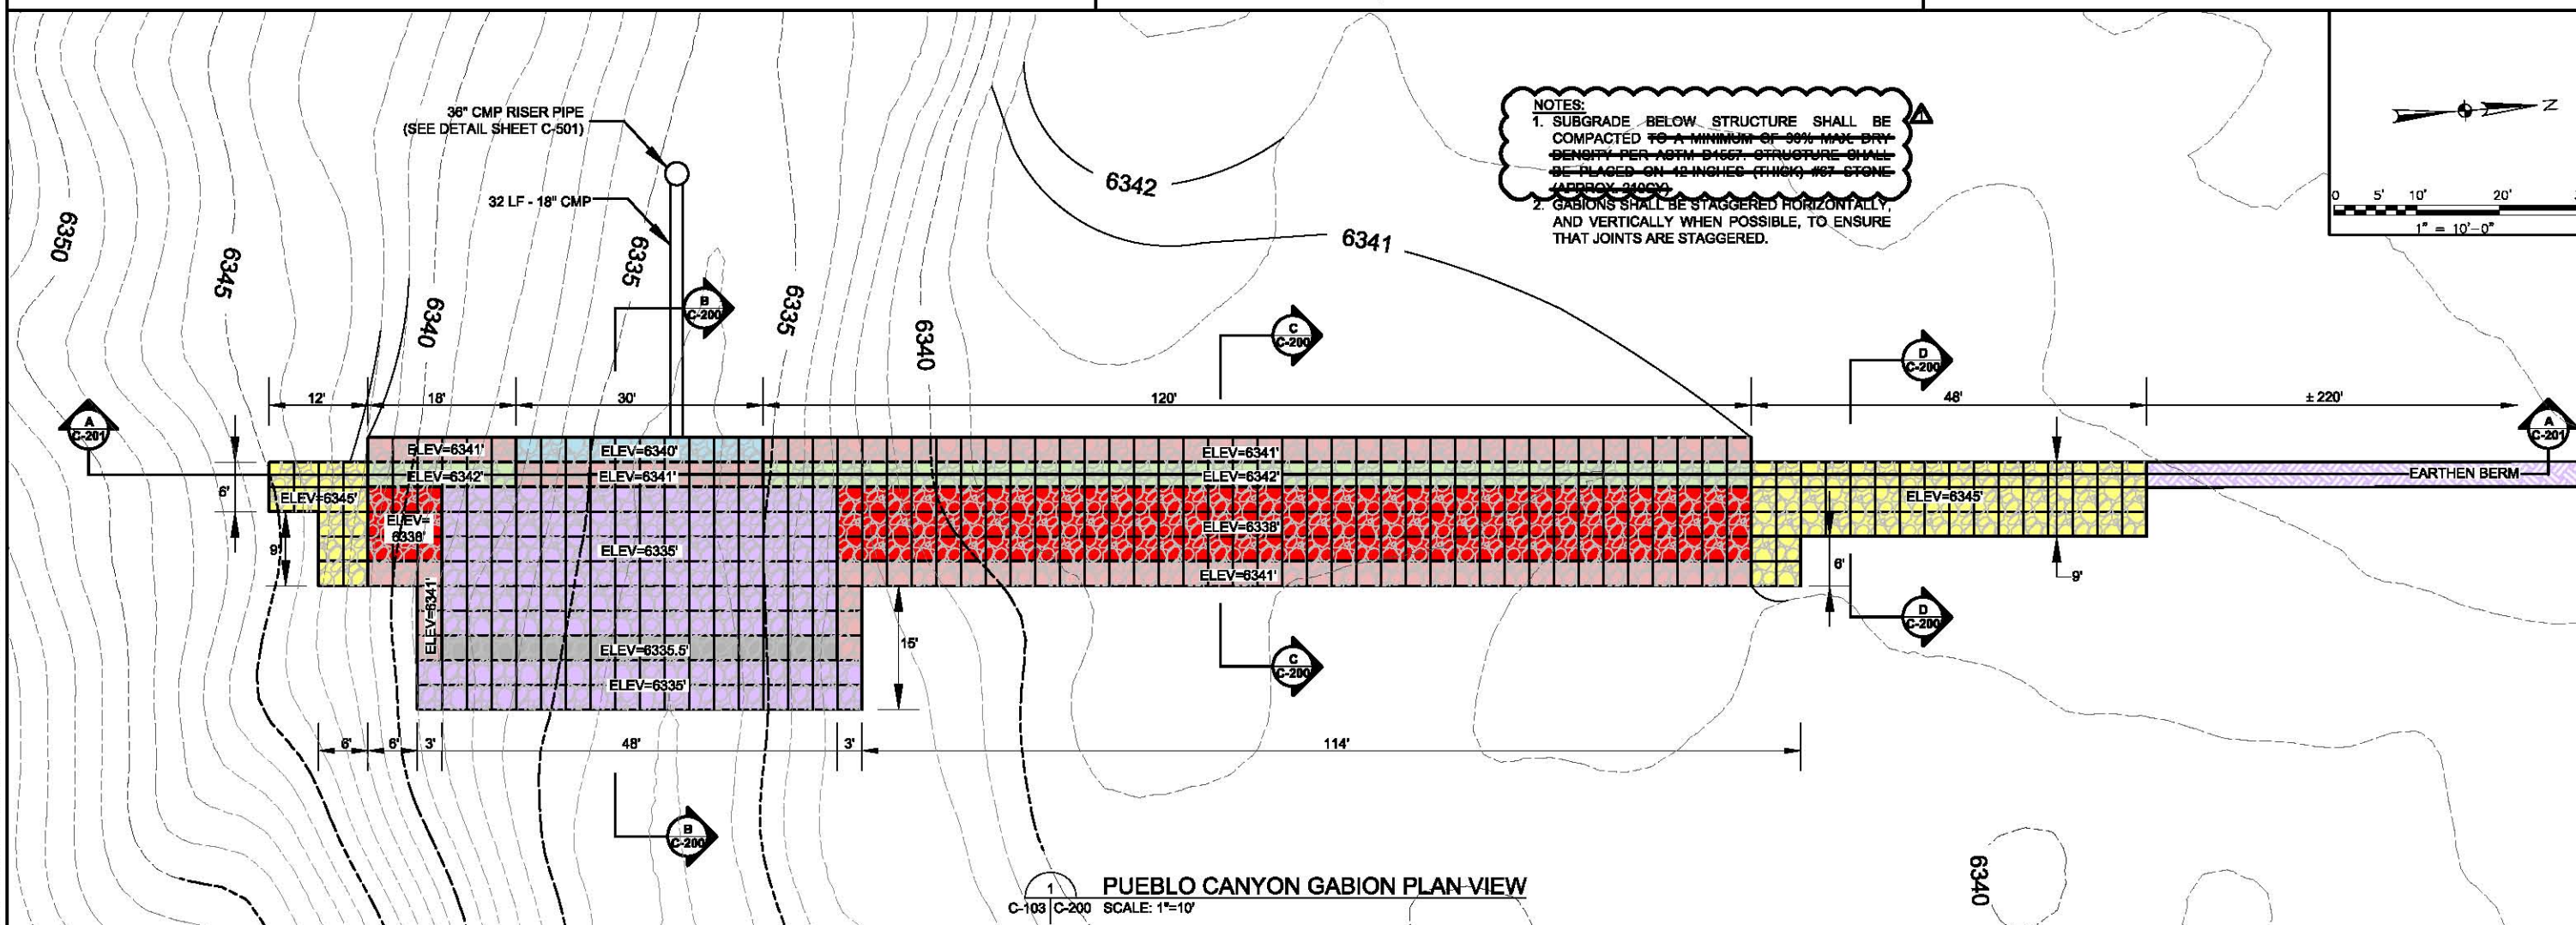 36" CMP RISER PIPE
(SEE DETAIL SHEET C-501)
32 LF - 18" CMP
NOTES:
1. SUBGRADE BELOW STRUCTURE SHALL BE
COMPACTED TO A MINIMUM OF 90% MAX DRY
DENSITY PER ASTM D1557. STRUCTURE SHALL
BE PLACED ON 12-INCHES (THICK) #67 STONE
(APPROX. 210CY)
2. GABIONS SHALL BE STAGGERED HORIZONTALLY,
AND VERTICALLY WHEN POSSIBLE, TO ENSURE
THAT JOINTS ARE STAGGERED.
1
N
0 5' 10' 20'
1" = 10'-0"
6350
6345
6340
6335
6335
6340
6342
6341
B
C-200
C
C-200
D
C-200
A
C-201
12'
18'
30'
120'
48'
± 220'
A
C-201
ELEV=6341'
ELEV=6340'
ELEV=6341'
ELEV=6342'
ELEV=6341'
ELEV=6342'
EARTHEN BERM
6'
ELEV=6345'
ELEV=6345'
ELEV=
6338'
ELEV=6338'
9'
ELEV=6335'
ELEV=6341'
6'
9'
ELEV=6341'
ELEV=6335.5'
15'
ELEV=6335'
C
C-200
D
C-200
6'
6'
3'
48'
3'
114'
B
C-200
6340
1
C-103 C-200
PUEBLO CANYON GABION PLAN VIEW
SCALE: 1"=10'